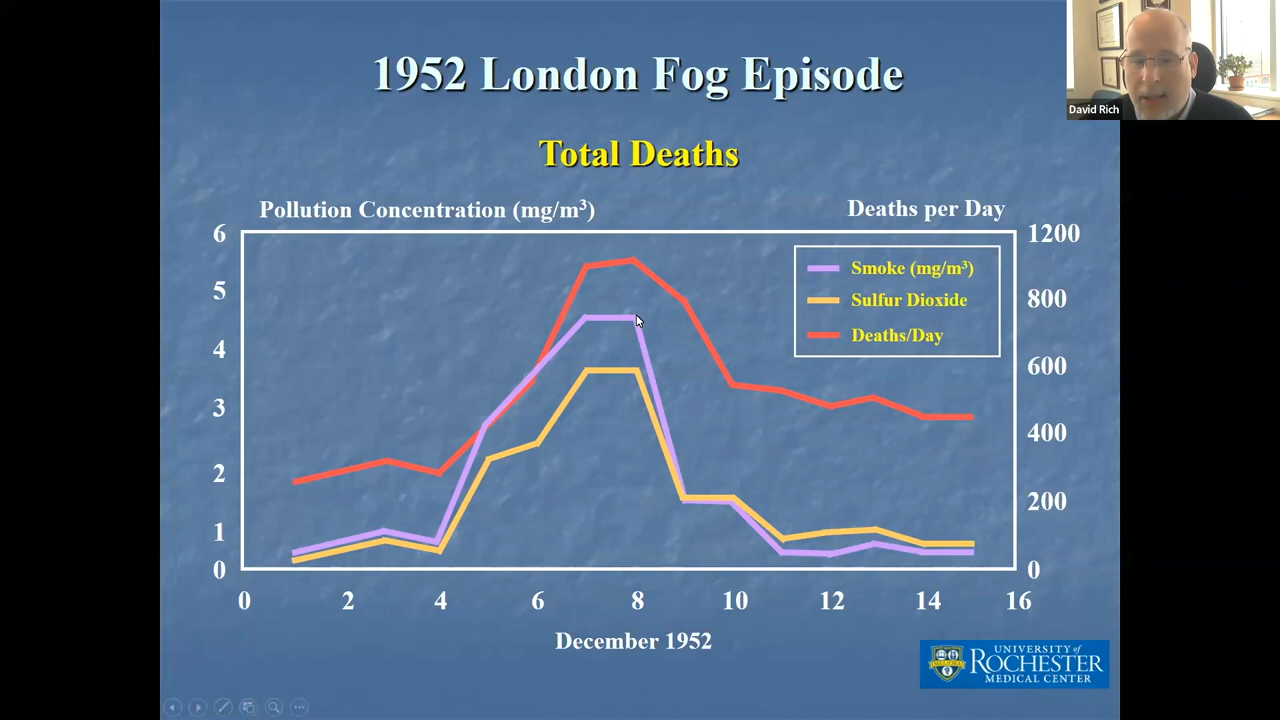 1952 London Fog Episode
David Rich
Total Deaths
Pollution Concentration (mg/m³)
Deaths per Day
6
5
4
3
2
1
0
1200
800
600
400
200
0
Smoke (mg/m³)
Sulfur Dioxide
Deaths/Day
0 2 4 6 8 10 12 14 16
December 1952
UNIVERSITY of
ROCHESTER
MEDICAL CENTER